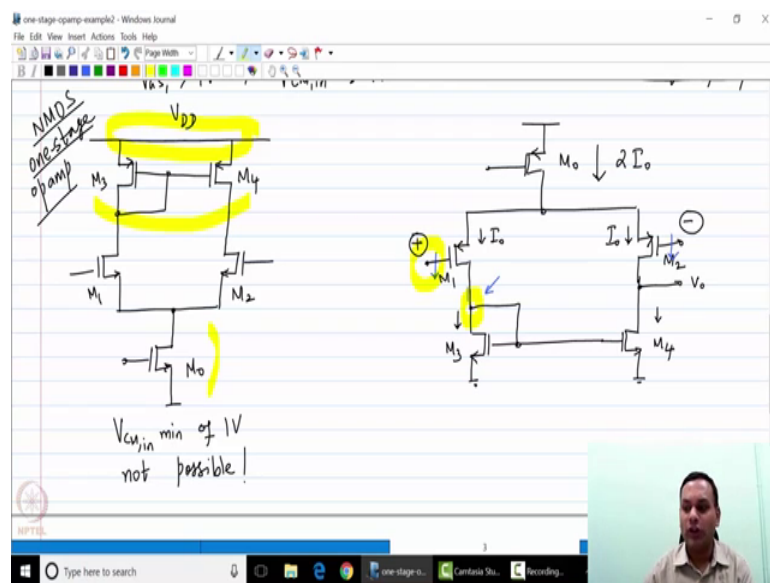 one-stage-opamp-example2 - Windows Journal
File Edit View Insert Actions Tools Help
Page Width
B I
NMOS
one-stage
opamp
VDD
M3
M4
M1
M2
M0
VCM,in min of 1V
not possible!
M0
2I0
+
I0
I0
-
M1
M2
V0
M3
M4
NPTEL
3
Type here to search
one-stage-o...
Camtasia Stu...
Recording...